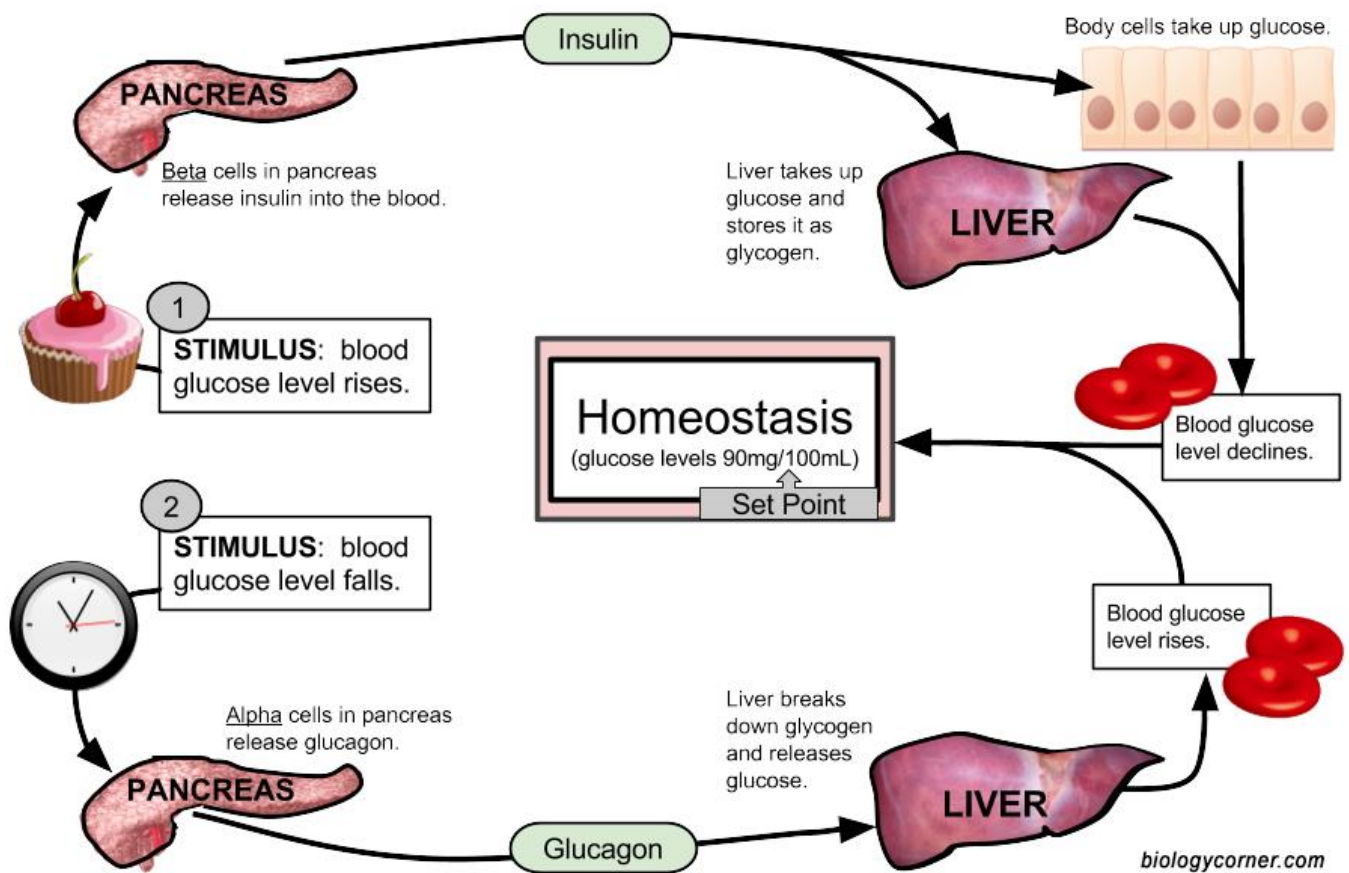 Insulin
Body cells take up glucose.
PANCREAS
Beta cells in pancreas
release insulin into the blood.
Liver takes up
glucose and
stores it as
glycogen.
LIVER
1
STIMULUS: blood
glucose level rises.
Homeostasis
(glucose levels 90mg/100mL)
Set Point
Blood glucose
level declines.
2
STIMULUS: blood
glucose level falls.
Blood glucose
level rises.
Alpha cells in pancreas
release glucagon.
PANCREAS
Liver breaks
down glycogen
and releases
glucose.
LIVER
Glucagon
biologycorner.com